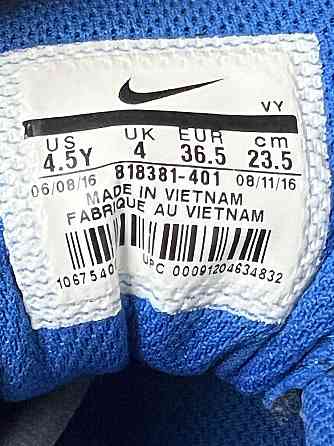 VY
US UK EUR cm
4.5Y 4 36.5 23.5
06/08/16 818381-401 08/11/16
MADE IN VIETNAM
FABRIQUE AU VIETNAM
UPC 00091204634832